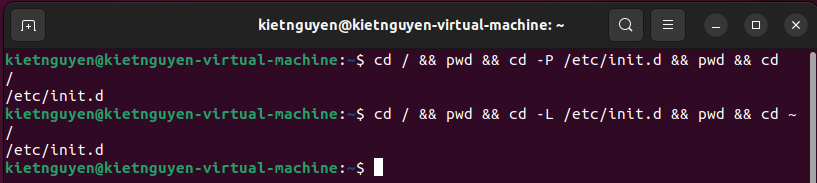 kietnguyen@kietnguyen-virtual-machine: ~
kietnguyen@kietnguyen-virtual-machine:~$ cd / && pwd && cd -P /etc/init.d && pwd && cd
/
/etc/init.d
kietnguyen@kietnguyen-virtual-machine:~$ cd / && pwd && cd -L /etc/init.d && pwd && cd ~
/
/etc/init.d
kietnguyen@kietnguyen-virtual-machine:~$